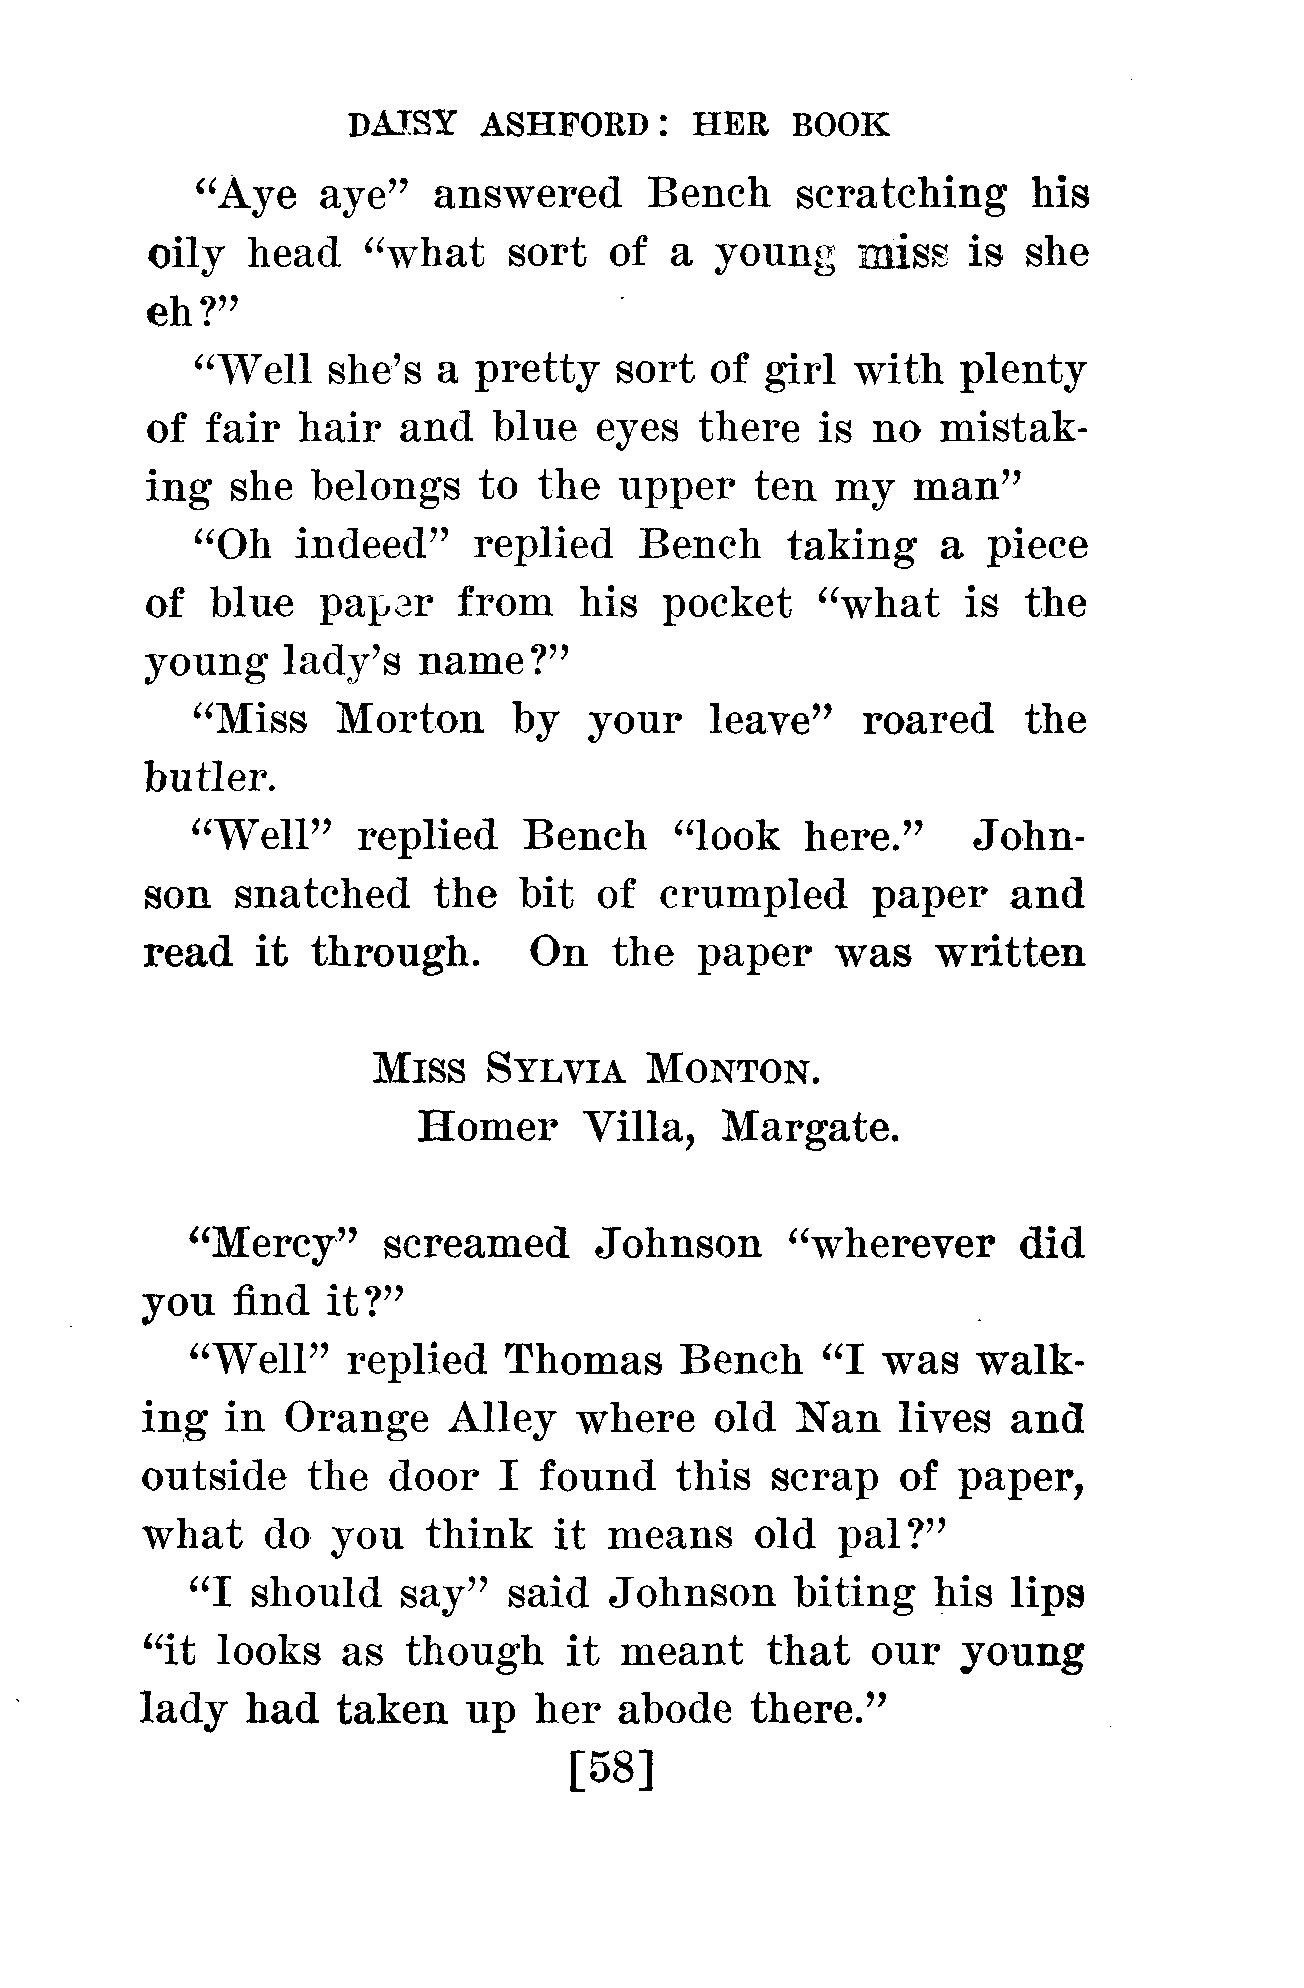 DAISY ASHFORD: HER BOOK
“Aye aye” answered Bench scratching his
oily head “what sort of a young miss is she
eh?”
“Well she’s a pretty sort of girl with plenty
of fair hair and blue eyes there is no mistak-
ing she belongs to the upper ten my man”
“Oh indeed” replied Bench taking a piece
of blue paper from his pocket “what is the
young lady’s name?”
“Miss Morton by your leave” roared the
butler.
“Well” replied Bench “look here.” John-
son snatched the bit of crumpled paper and
read it through. On the paper was written
MISS SYLVIA MONTON.
Homer Villa, Margate.
“Mercy” screamed Johnson “wherever did
you find it?”
“Well” replied Thomas Bench “I was walk-
ing in Orange Alley where old Nan lives and
outside the door I found this scrap of paper,
what do you think it means old pal?”
“I should say” said Johnson biting his lips
“it looks as though it meant that our young
lady had taken up her abode there.”
[58]